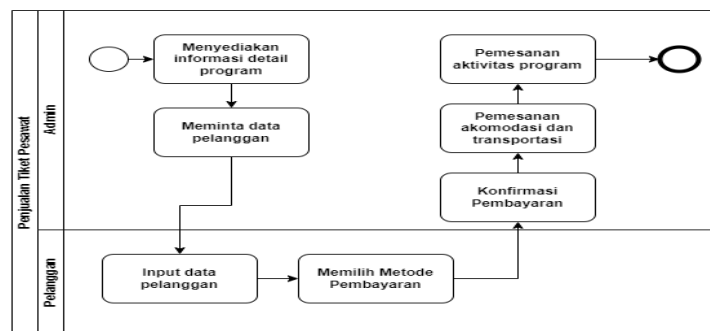 Penjualan Tiket Pesawat
Admin
Menyediakan
informasi detail
program
Meminta data
pelanggan
Pelanggan
Input data
pelanggan
Memilih Metode
Pembayaran
Konfirmasi
Pembayaran
Pemesanan
akomodasi dan
transportasi
Pemesanan
aktivitas program